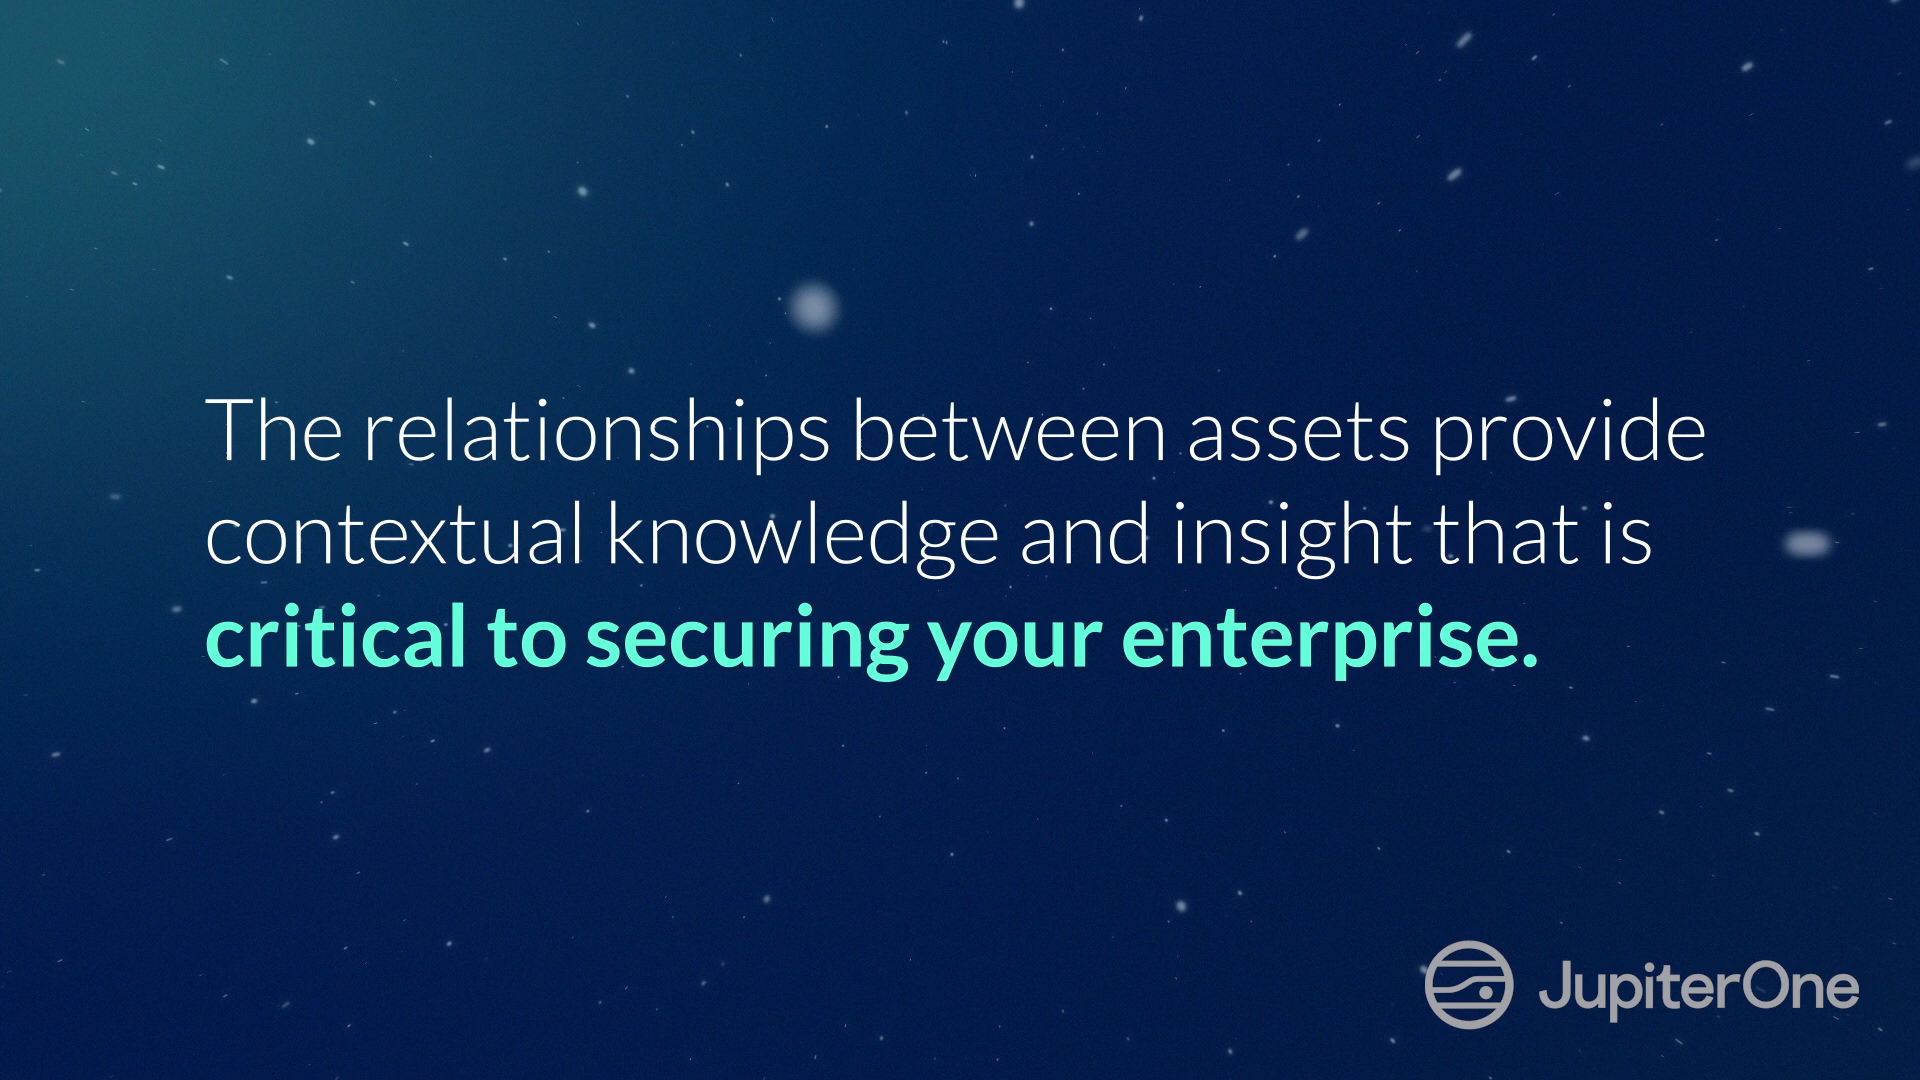 The relationships between assets provide
contextual knowledge and insight that is
critical to securing your enterprise.
JupiterOne